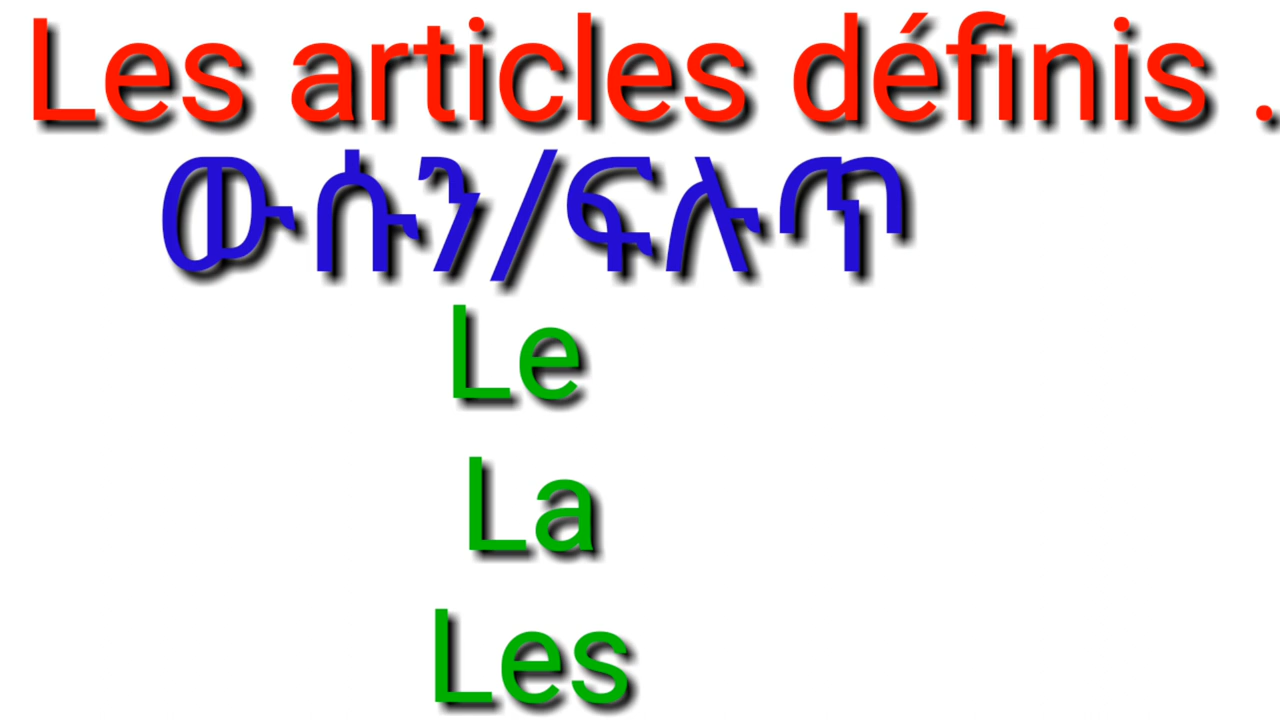 Les articles définis .
ውሱን/ፍሉጥ
Le
La
Les